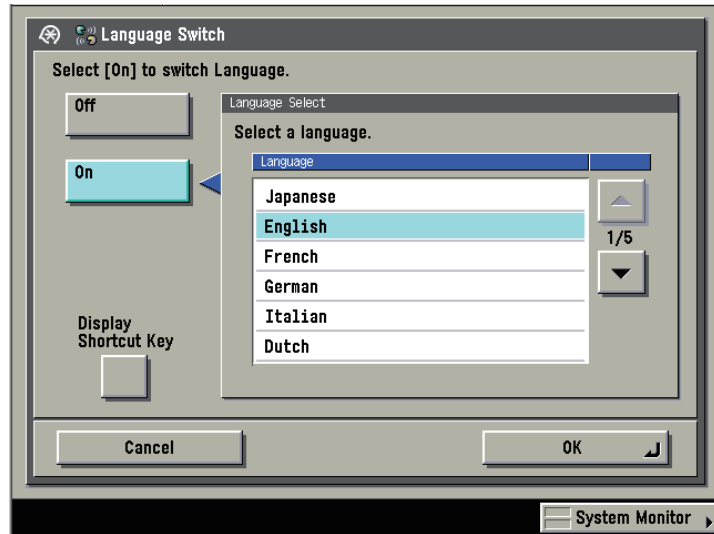 Language Switch
Select [On] to switch Language.
Off
On
Language Select
Select a language.
Language
Japanese
English
French
German
Italian
Dutch
1/5
Display
Shortcut Key
Cancel
OK
System Monitor